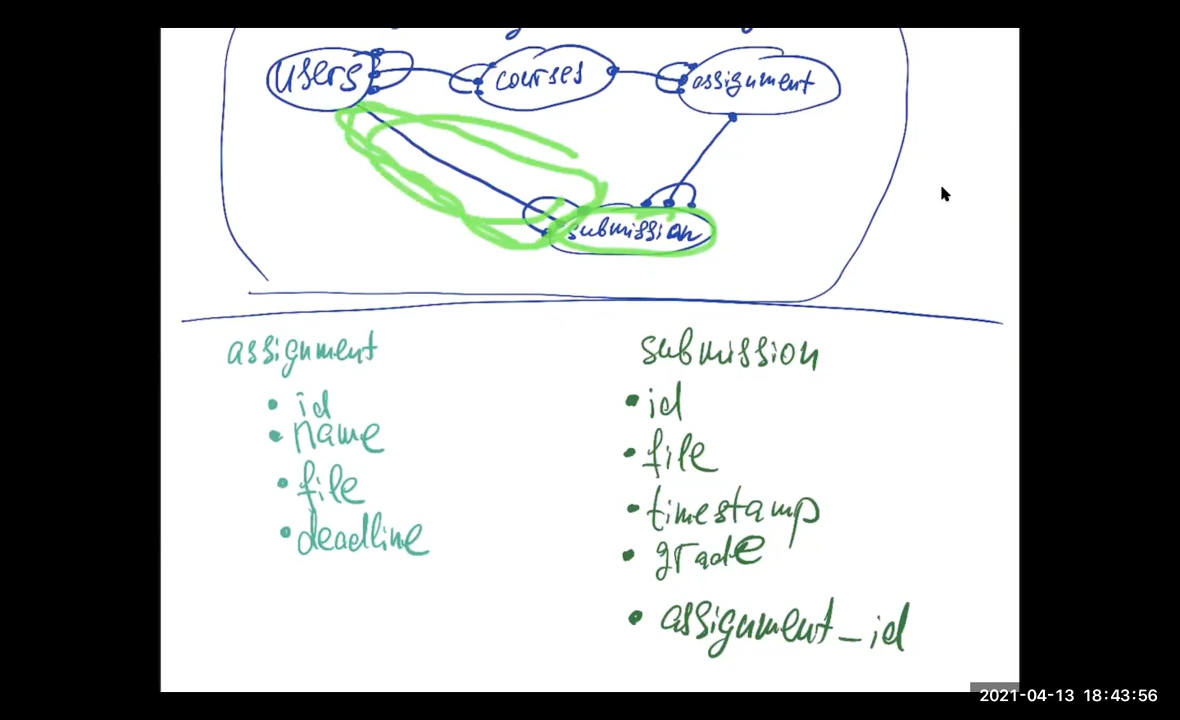 users
courses
assignment
submission
assignment
• id
• name
• file
• deadline
submission
• id
• file
• timestamp
• grade
• assignment_id
2021-04-13 18:43:56